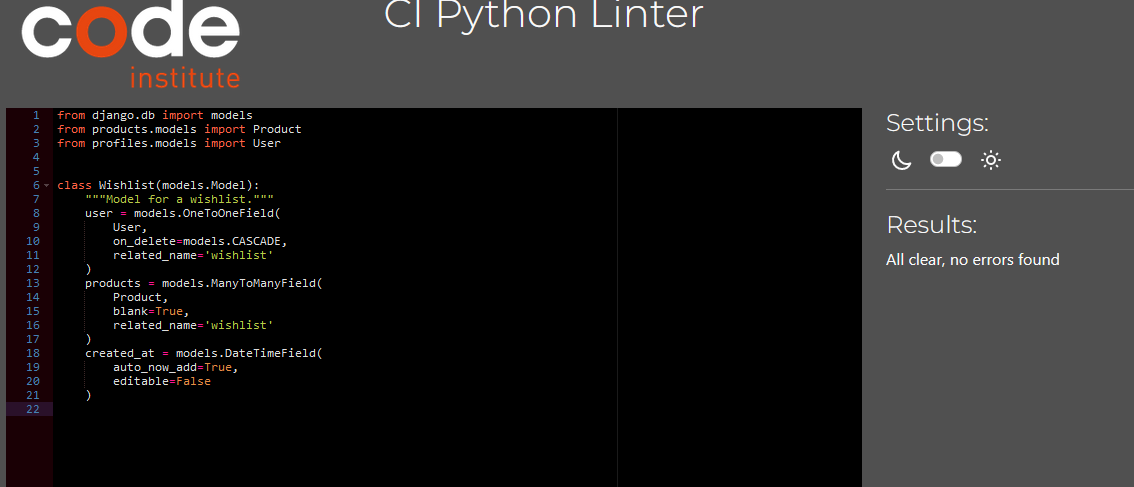 code
institute
CI Python Linter
1 from django.db import models
2 from products.models import Product
3 from profiles.models import User
4
5
6 class Wishlist(models.Model):
7     """Model for a wishlist."""
8     user = models.OneToOneField(
9         User,
10         on_delete=models.CASCADE,
11         related_name='wishlist'
12     )
13     products = models.ManyToManyField(
14         Product,
15         blank=True,
16         related_name='wishlist'
17     )
18     created_at = models.DateTimeField(
19         auto_now_add=True,
20         editable=False
21     )
22
Settings:
Results:
All clear, no errors found